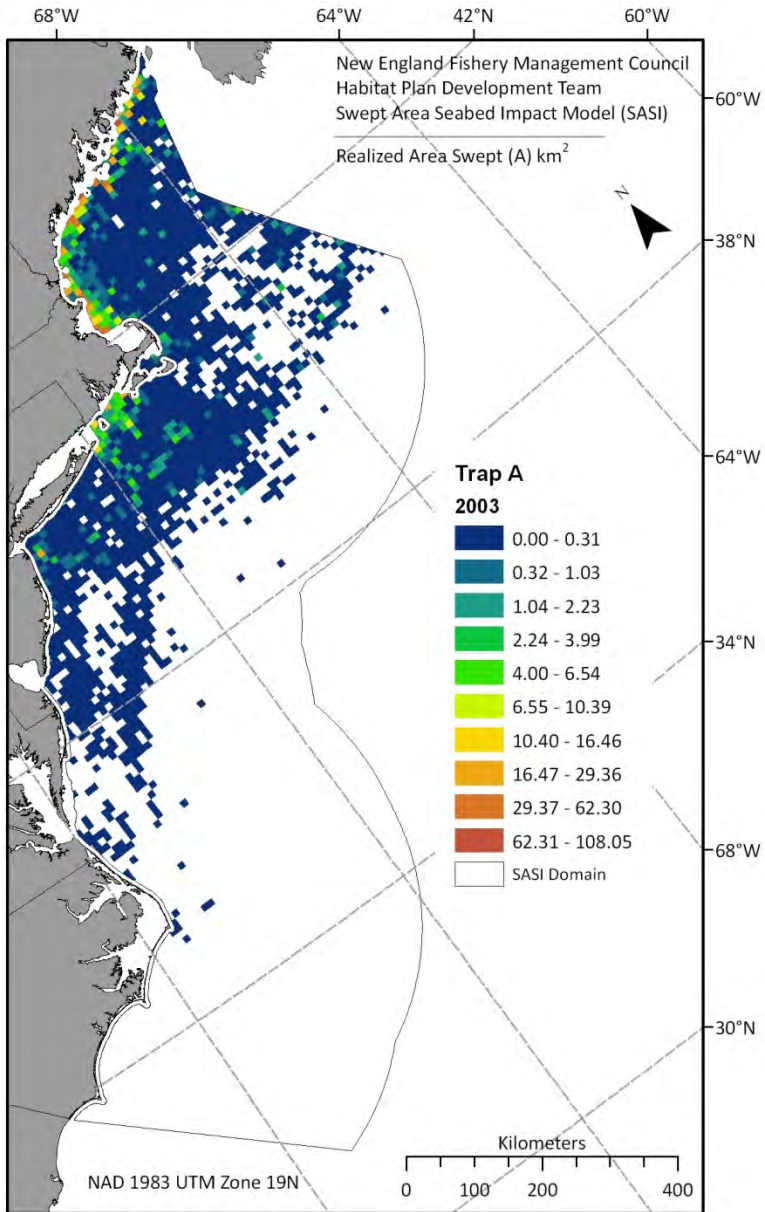 68°W 64°W 42°N 60°W
New England Fishery Management Council
Habitat Plan Development Team
Swept Area Seabed Impact Model (SASI)
Realized Area Swept (A) km²
60°W
N
38°N
64°W
Trap A
2003
0.00 - 0.31
0.32 - 1.03
1.04 - 2.23
2.24 - 3.99
4.00 - 6.54
6.55 - 10.39
10.40 - 16.46
16.47 - 29.36
29.37 - 62.30
62.31 - 108.05
SASI Domain
34°N
68°W
30°N
Kilometers
0 100 200 300 400
NAD 1983 UTM Zone 19N